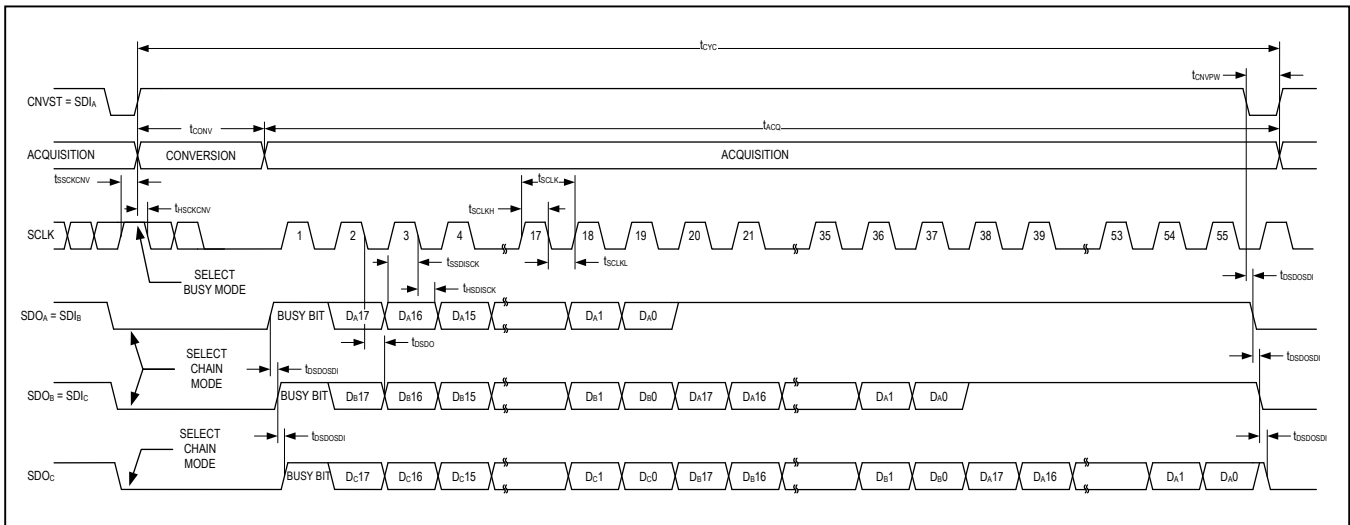 tCYC
tCNVPW
CNVST = SDIA
tCONV
tACQ
ACQUISITION
CONVERSION
ACQUISITION
tSSCKCNV
tHSCKCNV
tSCLK
tSCLKH
SCLK
1 2 3 4 17 18 19 20 21 35 36 37 38 39 53 54 55
SELECT
BUSY MODE
tSSDISCK
tSCLKL
tHSDISCK
tDSDOSDI
SDOA = SDIB
BUSY BIT DA17 DA16 DA15 DA1 DA0
SELECT
CHAIN
MODE
tDSDO
tDSDOSDI
tDSDOSDI
SDOB = SDIC
BUSY BIT DB17 DB16 DB15 DB1 DB0 DA17 DA16 DA1 DA0
SELECT
CHAIN
MODE
tDSDOSDI
tDSDOSDI
SDOC
BUSY BIT DC17 DC16 DC15 DC1 DC0 DB17 DB16 DB1 DB0 DA17 DA16 DA1 DA0